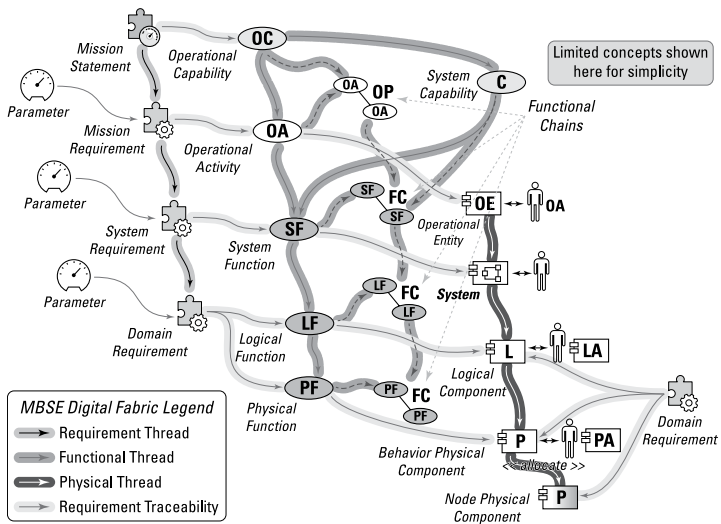 Mission
Statement
Operational
Capability
OC
OA
OP
OA
System
Capability
C
Limited concepts shown
here for simplicity
Functional
Chains
Parameter
Mission
Requirement
Operational
Activity
OA
Parameter
System
Requirement
System
Function
SF
SF
FC
SF
Operational
Entity
OE
OA
System
Parameter
Domain
Requirement
Logical
Function
LF
LF
FC
LF
L
LA
Logical
Component
Physical
Function
PF
PF
FC
PF
Domain
Requirement
Behavior Physical
Component
P
PA
<< allocate >>
Node Physical
Component
P
MBSE Digital Fabric Legend
Requirement Thread
Functional Thread
Physical Thread
Requirement Traceability